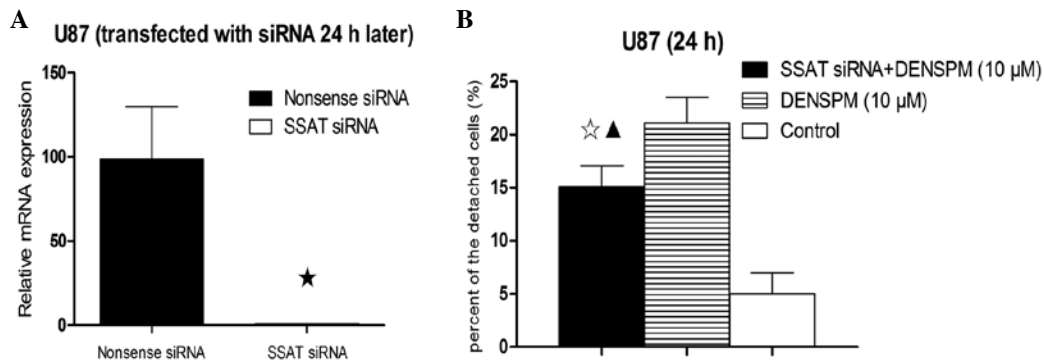 A
U87 (transfected with siRNA 24 h later)
Relative mRNA expression
150
100
50
0
Nonsense siRNA
SSAT siRNA
★
Nonsense siRNA
SSAT siRNA
B
U87 (24 h)
percent of the detached cells (%)
25
20
15
10
5
0
☆▲
SSAT siRNA+DENSPM (10 µM)
DENSPM (10 µM)
Control